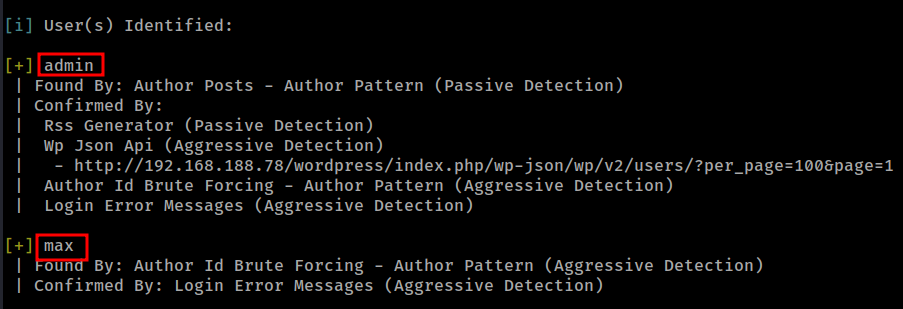 [i] User(s) Identified:
[+] admin
| Found By: Author Posts - Author Pattern (Passive Detection)
| Confirmed By:
|  Rss Generator (Passive Detection)
|  Wp Json Api (Aggressive Detection)
|   - http://192.168.188.78/wordpress/index.php/wp-json/wp/v2/users/?per_page=100&page=1
|  Author Id Brute Forcing - Author Pattern (Aggressive Detection)
|  Login Error Messages (Aggressive Detection)
[+] max
| Found By: Author Id Brute Forcing - Author Pattern (Aggressive Detection)
| Confirmed By: Login Error Messages (Aggressive Detection)